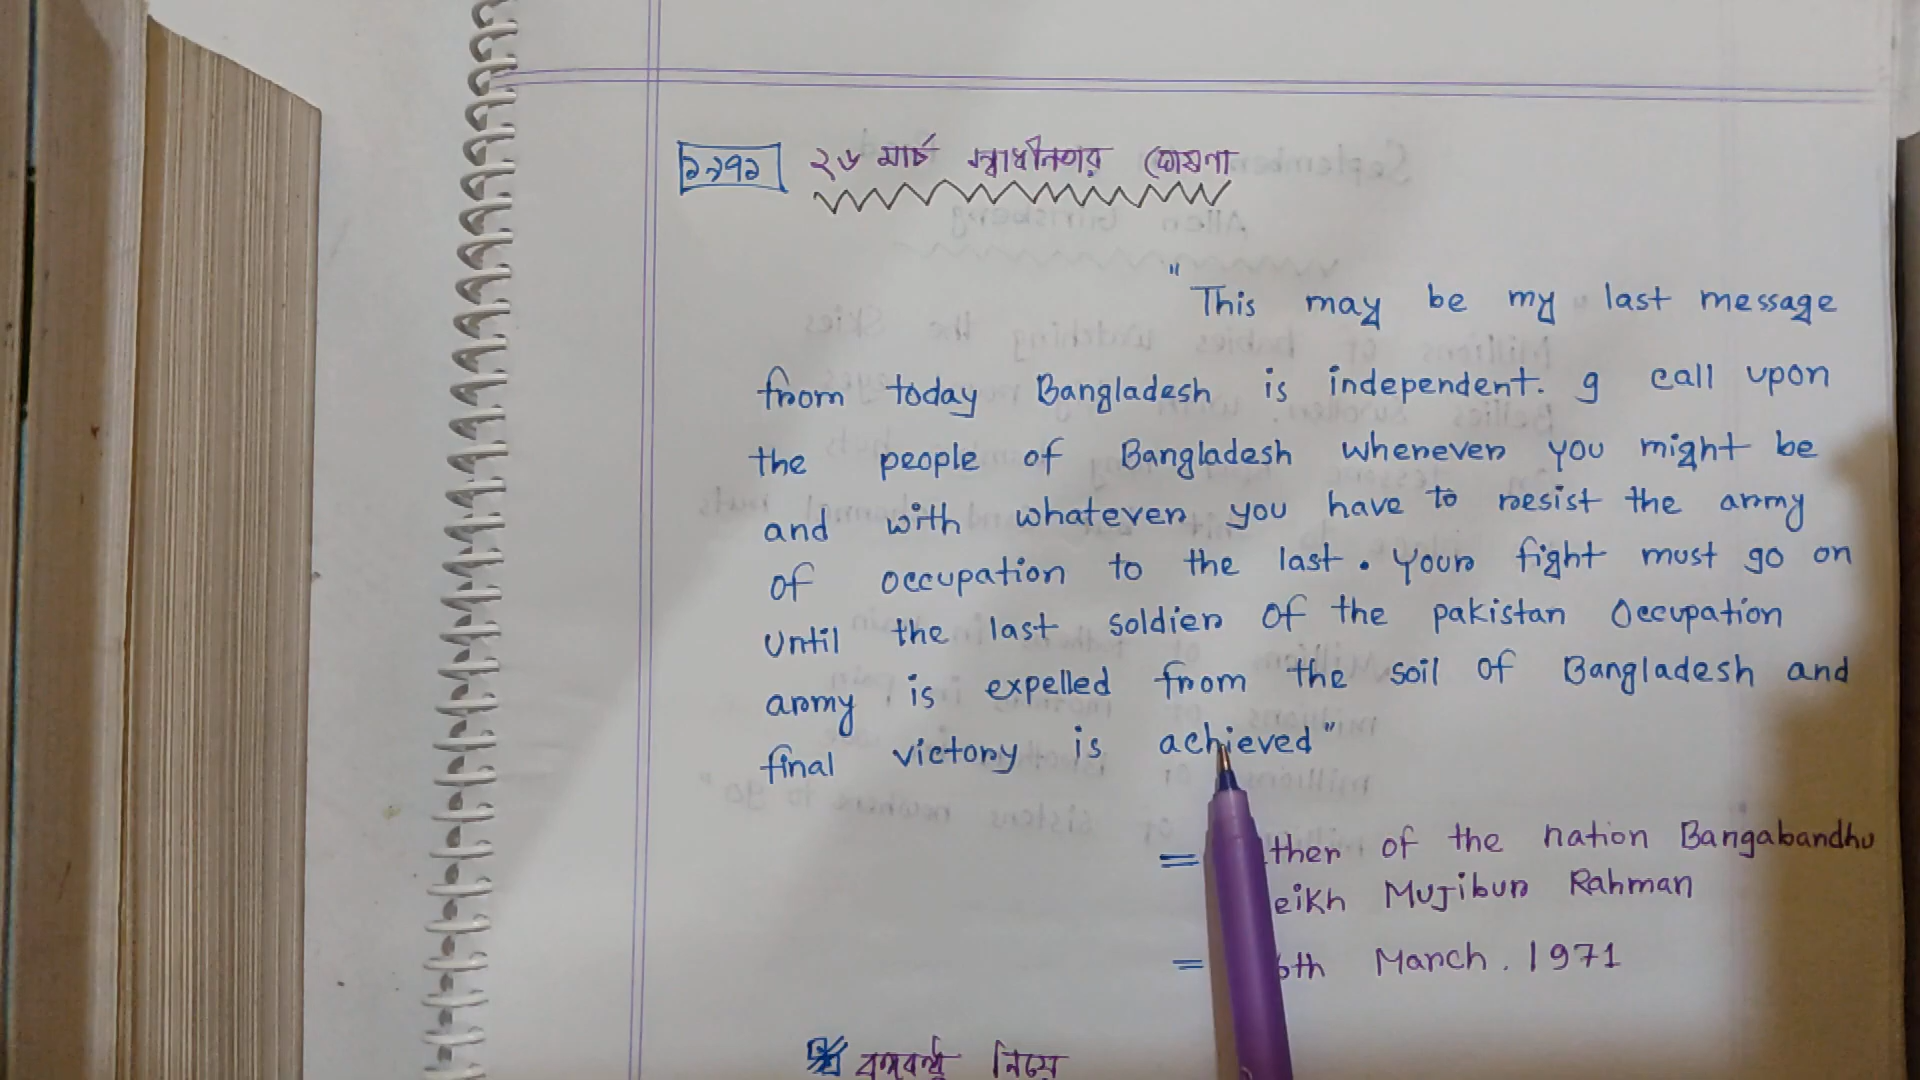 ১৯৭১ ২৬ মার্চ স্বাধীনতার ঘোষনা
"This may be my last message
from today Bangladesh is independent. I call upon
the people of Bangladesh wherever you might be
and with whatever you have to resist the army
of occupation to the last. Your fight must go on
until the last soldier of the pakistan Occupation
army is expelled from the soil of Bangladesh and
final victory is achieved"
= ther of the nation Bangabandhu
eikh Mujibur Rahman
= 6th March. 1971
বঙ্গবন্ধু নিয়ে